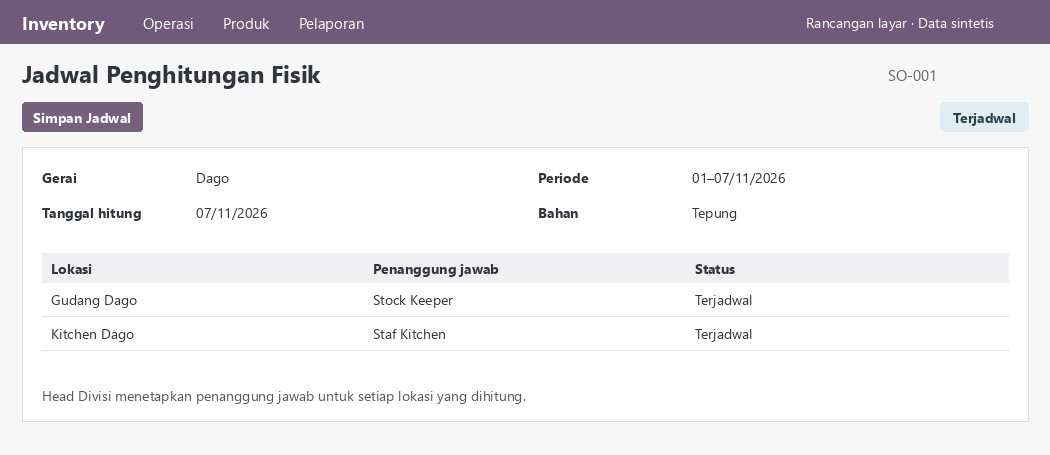 Inventory Operasi Produk Pelaporan Rancangan layar · Data sintetis
Jadwal Penghitungan Fisik SO-001
Simpan Jadwal Terjadwal
Gerai Dago Periode 01–07/11/2026
Tanggal hitung 07/11/2026 Bahan Tepung
Lokasi Penanggung jawab Status
Gudang Dago Stock Keeper Terjadwal
Kitchen Dago Staf Kitchen Terjadwal
Head Divisi menetapkan penanggung jawab untuk setiap lokasi yang dihitung.